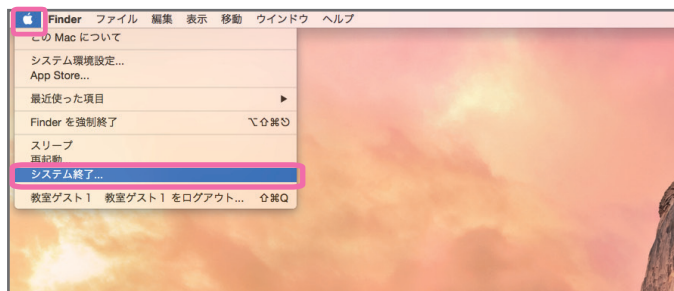 Finder ファイル 編集 表示 移動 ウインドウ ヘルプ
この Mac について
システム環境設定...
App Store...
最近使った項目 ▶
Finder を強制終了 ⌥⇧⌘⎋
スリープ
再起動
システム終了...
教室ゲスト1 教室ゲスト1 をログアウト... ⇧⌘Q